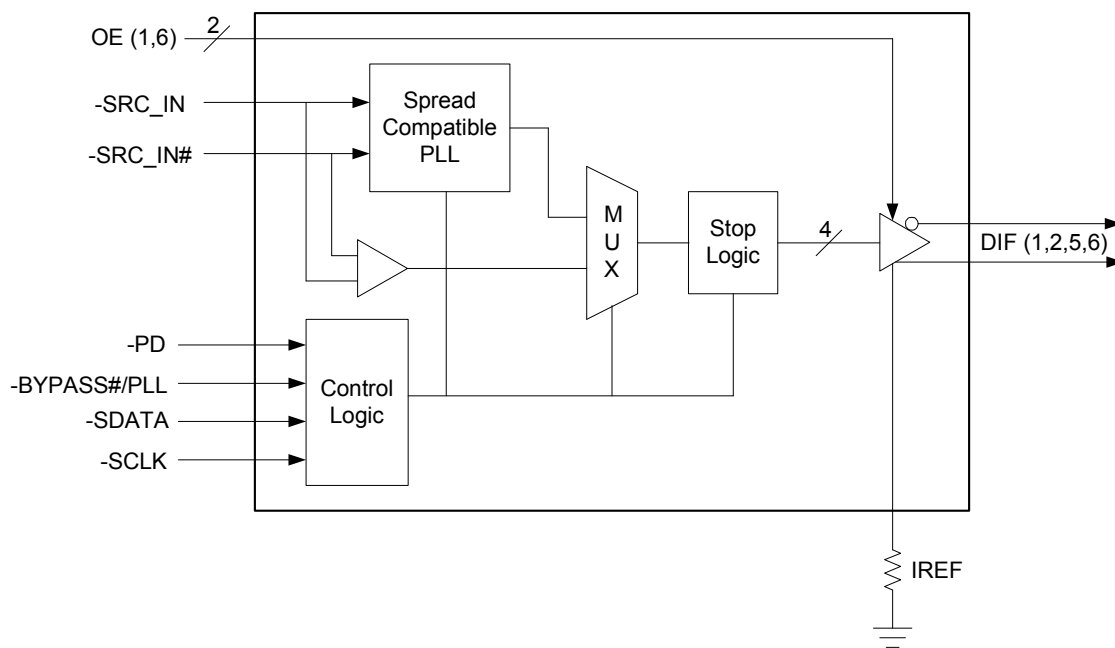 OE (1,6)
2
-SRC_IN
-SRC_IN#
Spread
Compatible
PLL
M
U
X
Stop
Logic
4
DIF (1,2,5,6)
-PD
-BYPASS#/PLL
-SDATA
-SCLK
Control
Logic
IREF